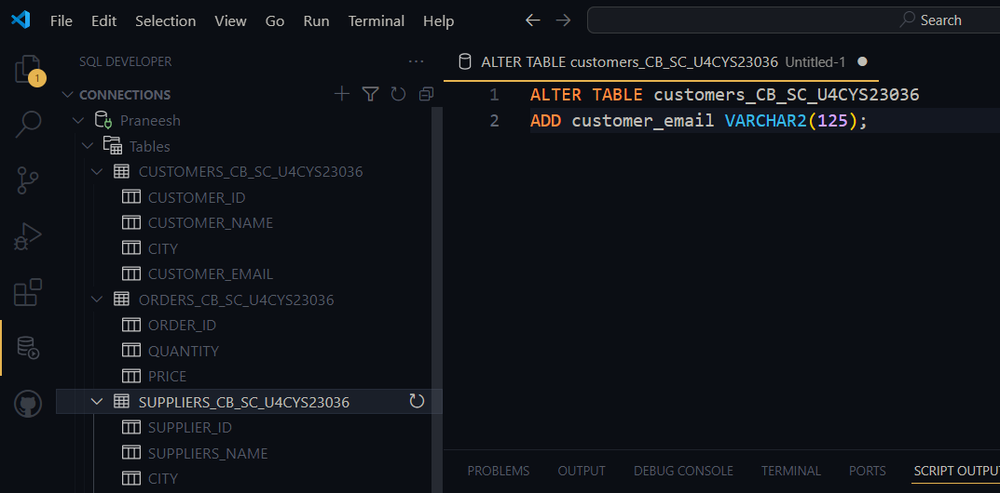 File Edit Selection View Go Run Terminal Help
Search
1
SQL DEVELOPER
CONNECTIONS
Praneesh
Tables
CUSTOMERS_CB_SC_U4CYS23036
CUSTOMER_ID
CUSTOMER_NAME
CITY
CUSTOMER_EMAIL
ORDERS_CB_SC_U4CYS23036
ORDER_ID
QUANTITY
PRICE
SUPPLIERS_CB_SC_U4CYS23036
SUPPLIER_ID
SUPPLIERS_NAME
CITY
ALTER TABLE customers_CB_SC_U4CYS23036 Untitled-1
1 ALTER TABLE customers_CB_SC_U4CYS23036
2 ADD customer_email VARCHAR2(125);
PROBLEMS OUTPUT DEBUG CONSOLE TERMINAL PORTS SCRIPT OUTPU